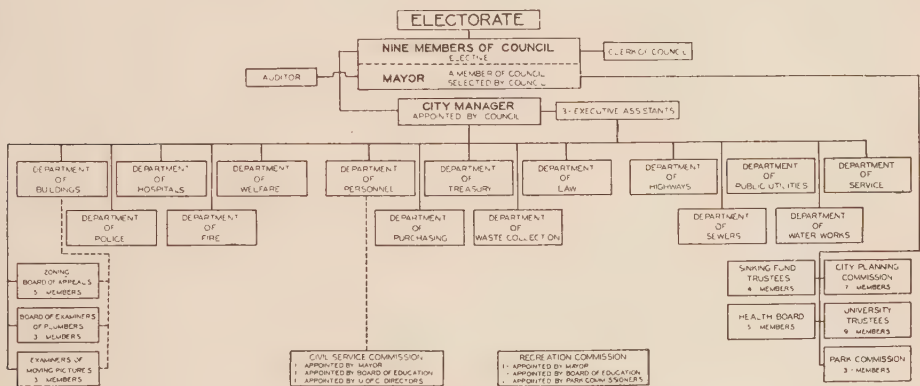 ELECTORATE
NINE MEMBERS OF COUNCIL
ELECTIVE
CLERK OF COUNCIL
AUDITOR
MAYOR
A MEMBER OF COUNCIL
SELECTED BY COUNCIL
CITY MANAGER
APPOINTED BY COUNCIL
3-EXECUTIVE ASSISTANTS
DEPARTMENT
OF
BUILDINGS
DEPARTMENT
OF
HOSPITALS
DEPARTMENT
OF
WELFARE
DEPARTMENT
OF
PERSONNEL
DEPARTMENT
OF
TREASURY
DEPARTMENT
OF
LAW
DEPARTMENT
OF
HIGHWAYS
DEPARTMENT
OF
PUBLIC UTILITIES
DEPARTMENT
OF
SERVICE
DEPARTMENT
OF
POLICE
DEPARTMENT
OF
FIRE
DEPARTMENT
OF
PURCHASING
DEPARTMENT
OF
WASTE COLLECTION
DEPARTMENT
OF
SEWERS
DEPARTMENT
OF
WATER WORKS
ZONING
BOARD OF APPEALS
5 MEMBERS
BOARD OF EXAMINERS
OF PLUMBERS
3 MEMBERS
EXAMINERS OF
MOVING PICTURES
3 MEMBERS
SINKING FUND
TRUSTEES
MEMBERS
CITY PLANNING
COMMISSION
7 MEMBERS
HEALTH BOARD
5 MEMBERS
UNIVERSITY
TRUSTEES
9 MEMBERS
PARK COMMISSION
3 - MEMBERS
CIVIL SERVICE COMMISSION
1 APPOINTED BY MAYOR
1 APPOINTED BY BOARD OF EDUCATION
1 APPOINTED BY U OF C DIRECTORS
RECREATION COMMISSION
1 - APPOINTED BY MAYOR
APPOINTED BY BOARD OF EDUCATION
APPOINTED BY PARK COMMISSIONERS